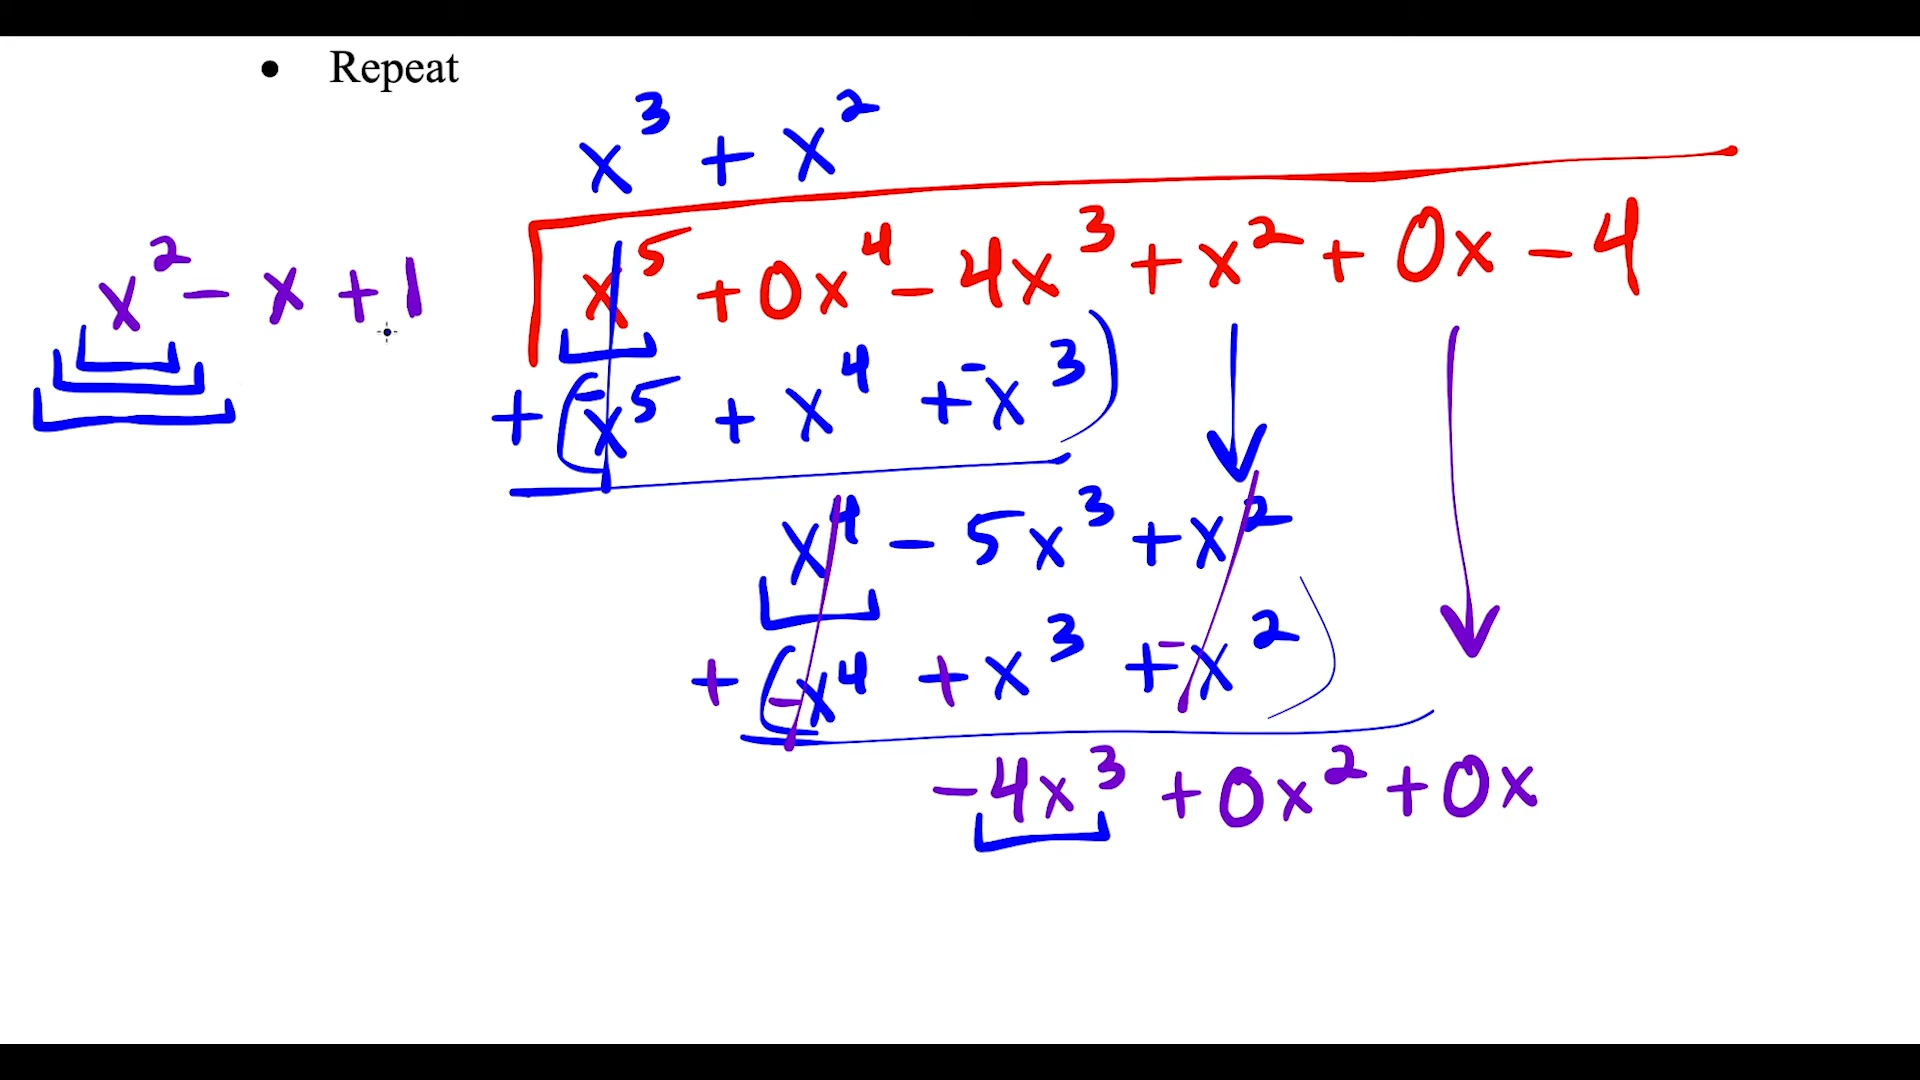 • Repeat
x³ + x²
x² - x + 1
x⁵ + 0x⁴ - 4x³ + x² + 0x - 4
+ (-x⁵ + x⁴ + -x³)
x⁴ - 5x³ + x²
+ (-x⁴ + x³ + -x²)
-4x³ + 0x² + 0x